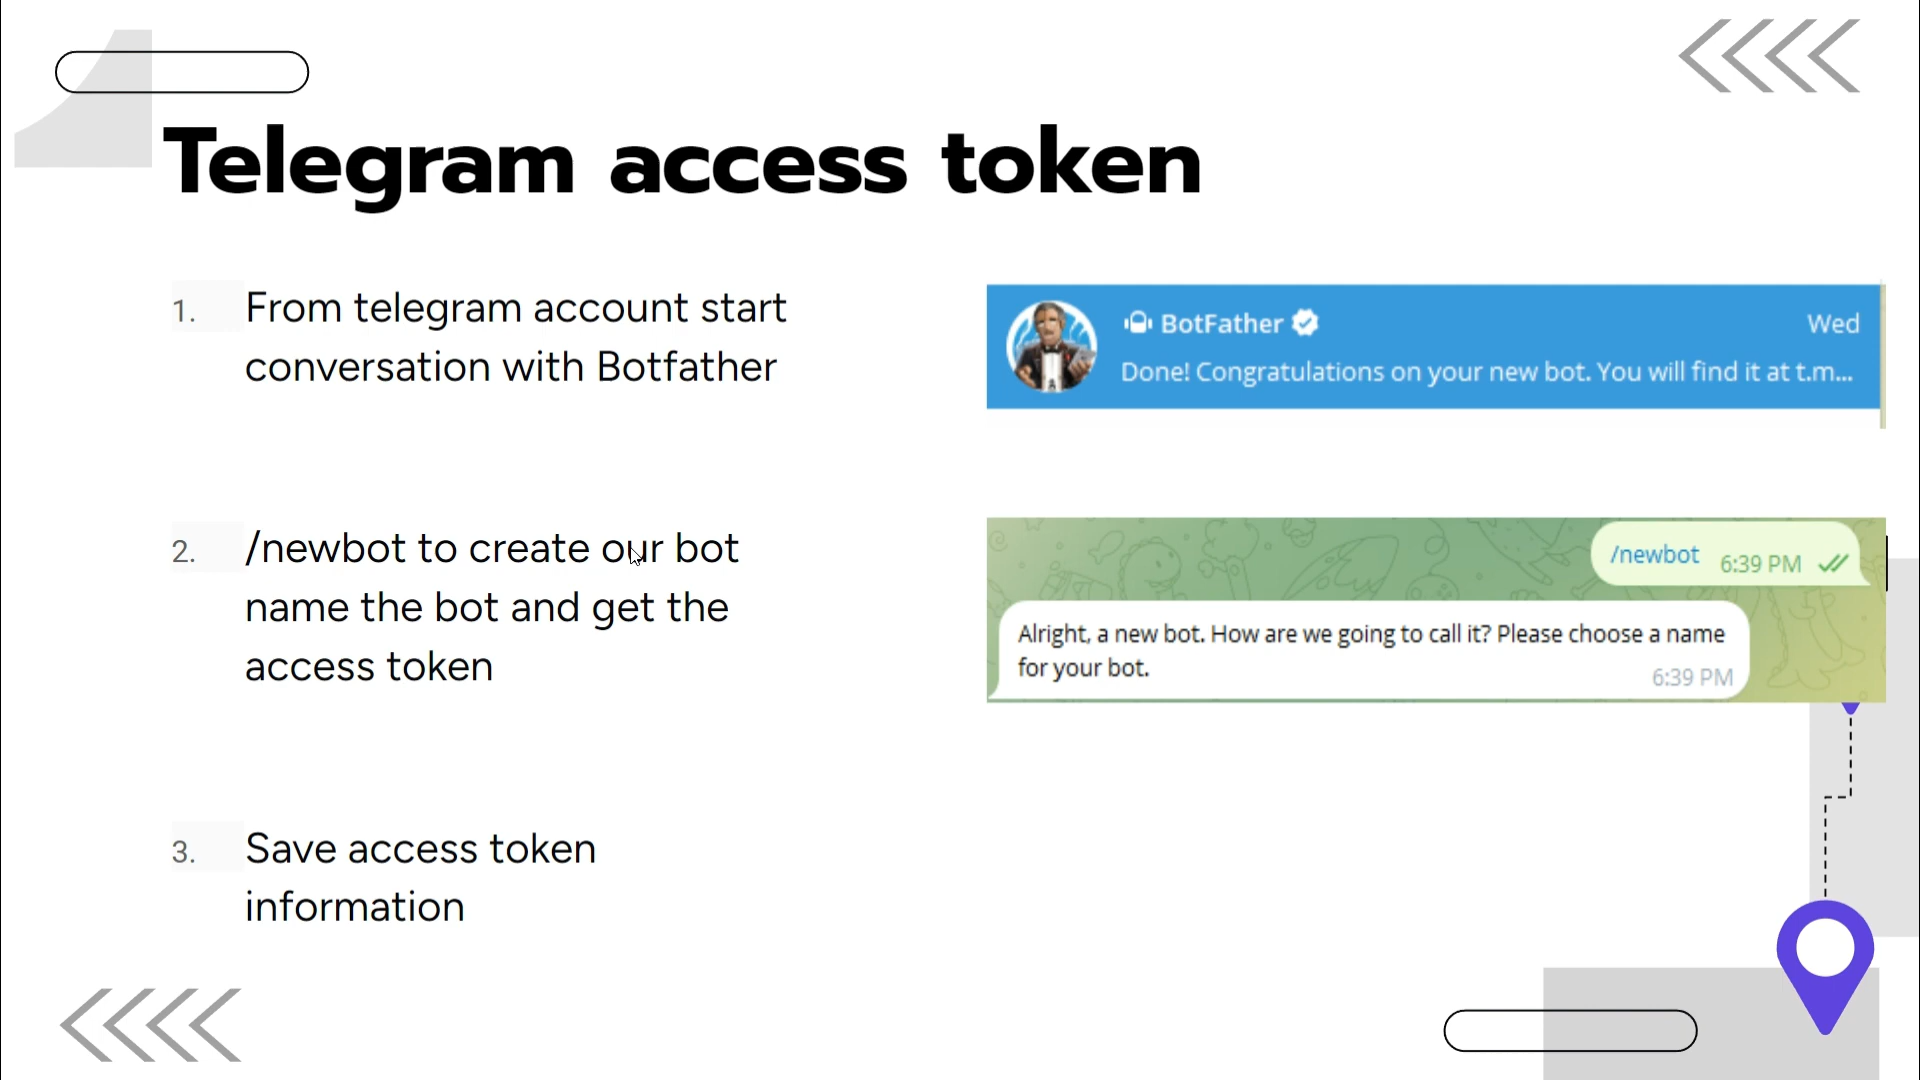 Telegram access token
1. From telegram account start
conversation with Botfather
BotFather Wed
Done! Congratulations on your new bot. You will find it at t.m...
2. /newbot to create our bot
name the bot and get the
access token
/newbot 6:39 PM
Alright, a new bot. How are we going to call it? Please choose a name
for your bot.
6:39 PM
3. Save access token
information